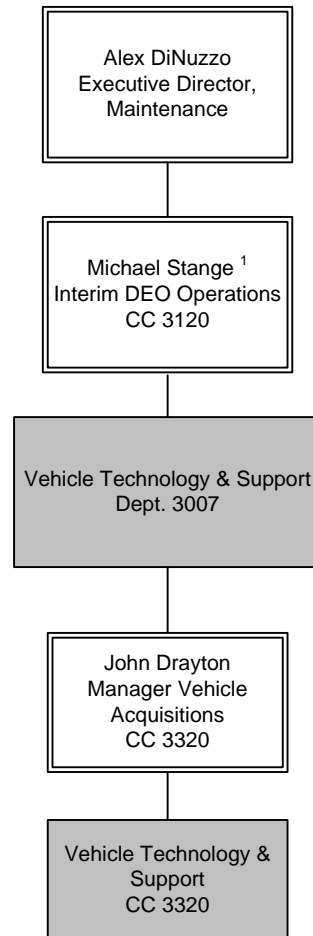 Alex DiNuzzo
Executive Director,
Maintenance
Michael Stange 1
Interim DEO Operations
CC 3120
Vehicle Technology & Support
Dept. 3007
John Drayton
Manager Vehicle
Acquisitions
CC 3320
Vehicle Technology &
Support
CC 3320